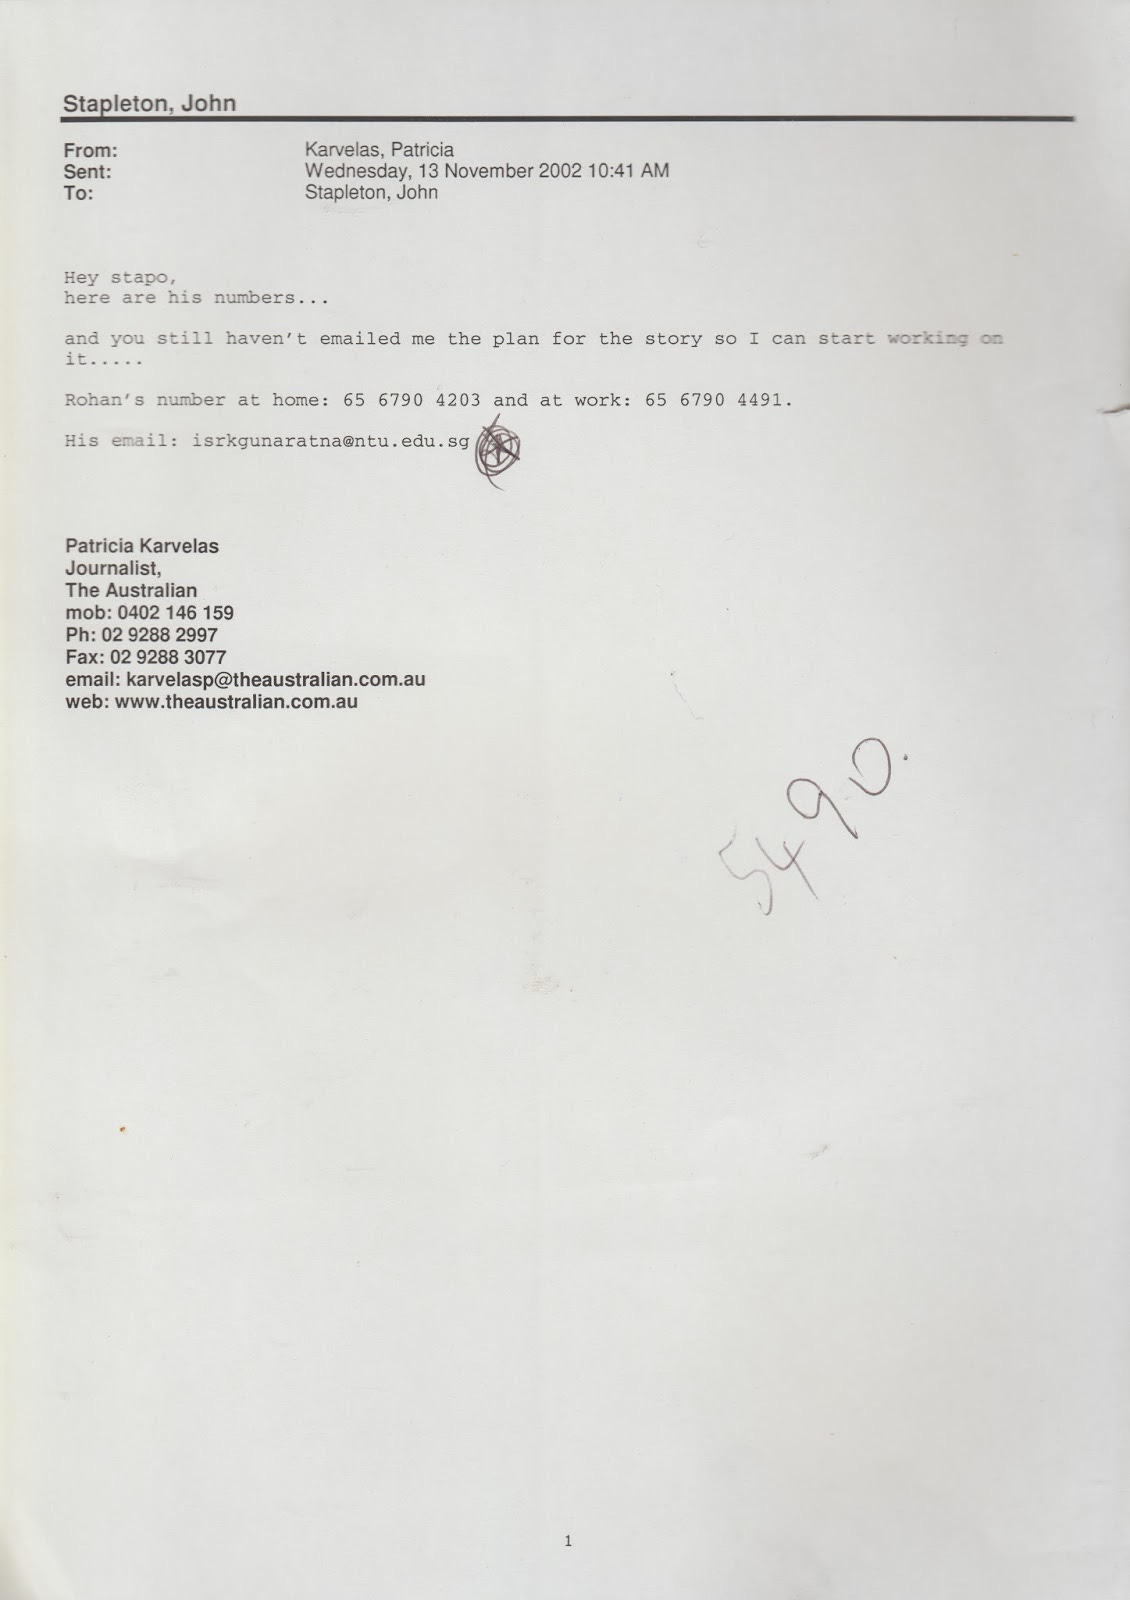 Stapleton, John
From: Karvelas, Patricia
Sent: Wednesday, 13 November 2002 10:41 AM
To: Stapleton, John
Hey stapo,
here are his numbers...
and you still haven't emailed me the plan for the story so I can start working on
it.....
Rohan's number at home: 65 6790 4203 and at work: 65 6790 4491.
His email: isrkgunaratna@ntu.edu.sg
Patricia Karvelas
Journalist,
The Australian
mob: 0402 146 159
Ph: 02 9288 2997
Fax: 02 9288 3077
email: karvelasp@theaustralian.com.au
web: www.theaustralian.com.au
5490.
1